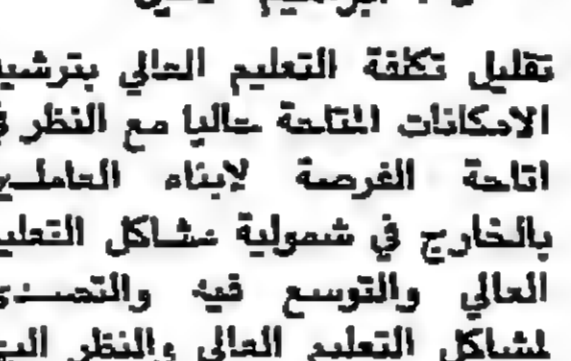 تقليل تكلفة التعليم العالي بترشيد
الامكانات المتاحة حاليا مع النظر في
اتاحة الفرصة لابناء العاملين
بالخارج في شمولية مشاكل التعليم
العالي والتوسع فيه والتصدي
لمشاكل التعليم العالي والنظر